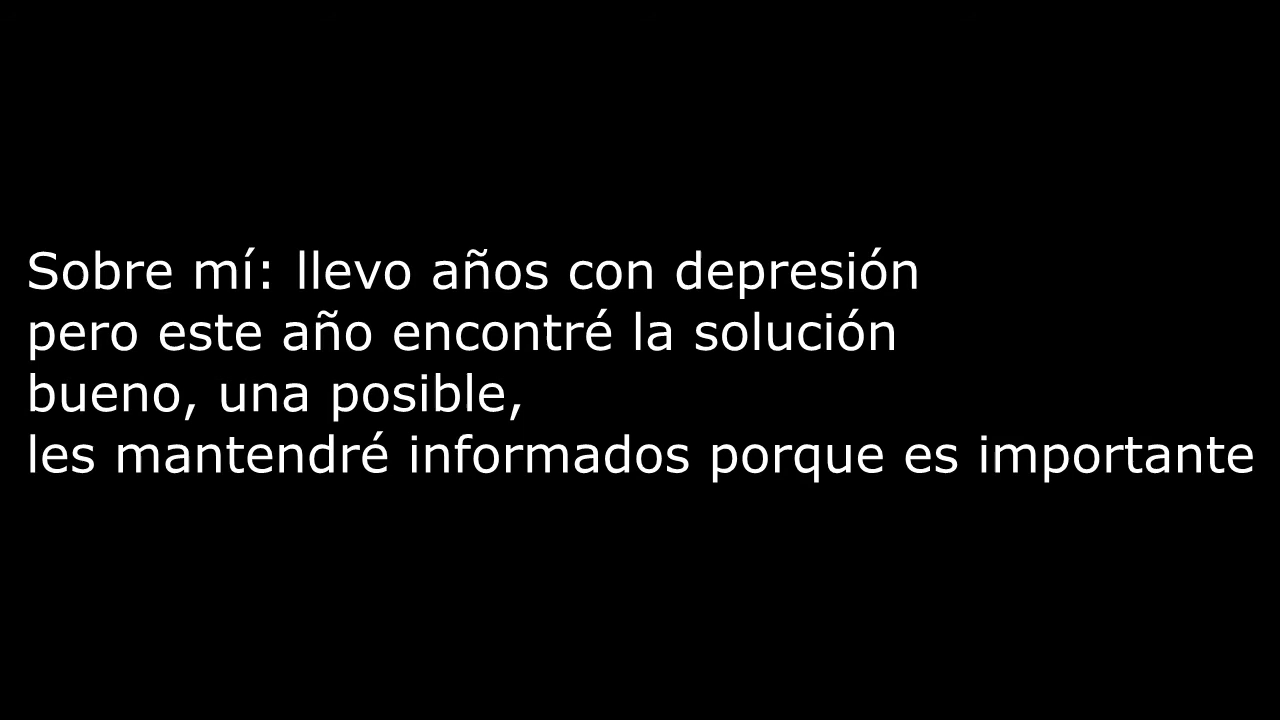 Sobre mí: llevo años con depresión
pero este año encontré la solución
bueno, una posible,
les mantendré informados porque es importante